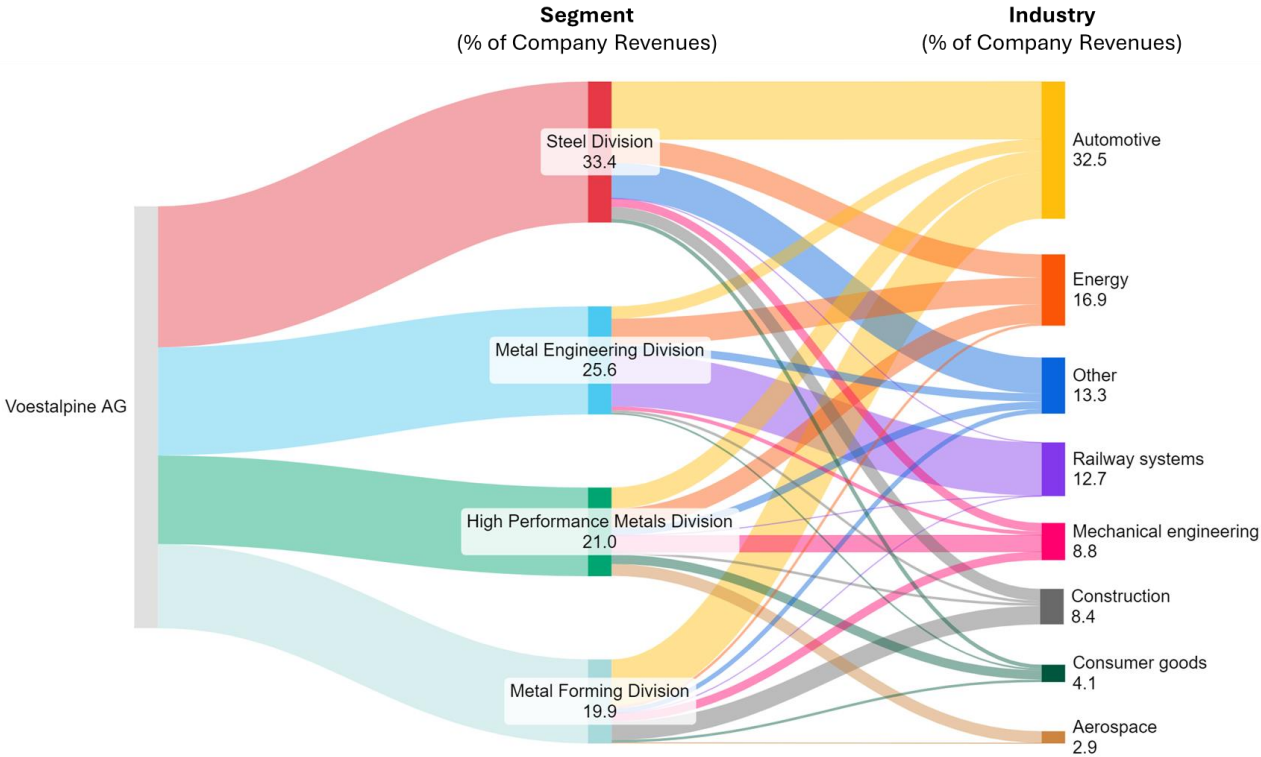 Segment
(% of Company Revenues)
Industry
(% of Company Revenues)
Voestalpine AG
Steel Division
33.4
Metal Engineering Division
25.6
High Performance Metals Division
21.0
Metal Forming Division
19.9
Automotive
32.5
Energy
16.9
Other
13.3
Railway systems
12.7
Mechanical engineering
8.8
Construction
8.4
Consumer goods
4.1
Aerospace
2.9